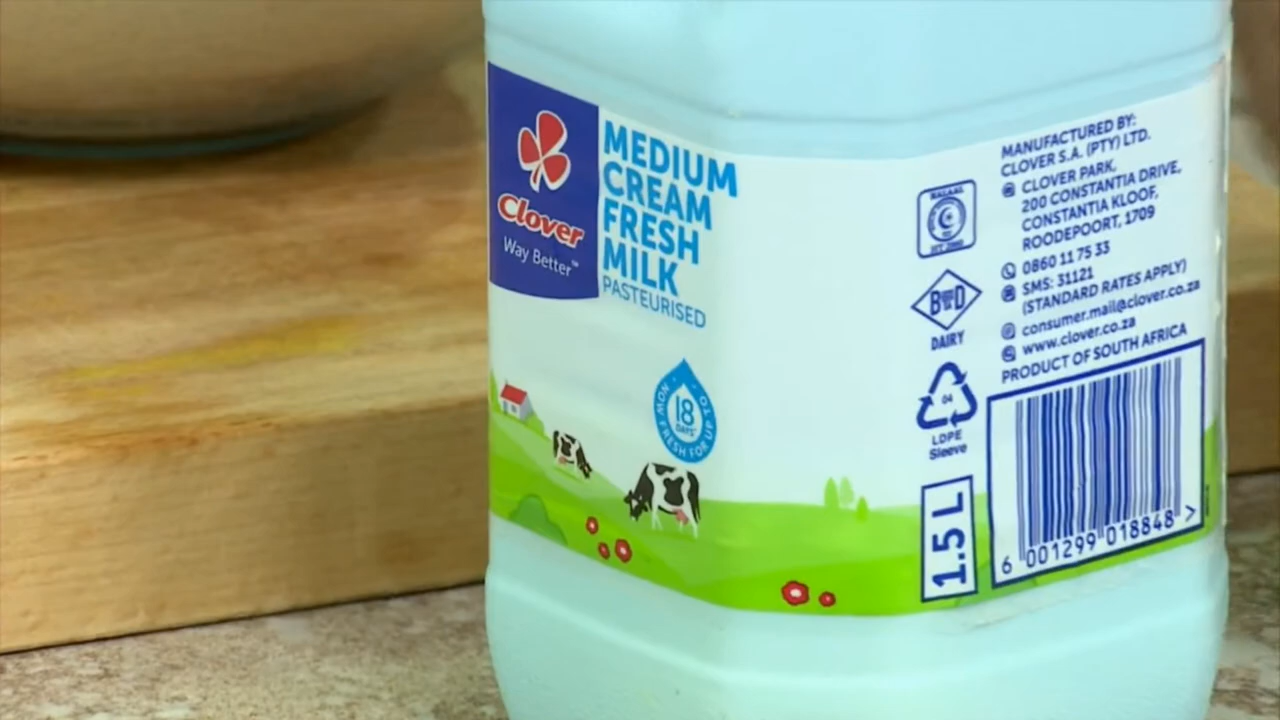 Clover
Way Better™
MEDIUM
CREAM
FRESH
MILK
PASTEURISED
NOW FRESH FOR UP TO
18
DAYS
DAIRY
04
LDPE
Sleeve
1.5 L
MANUFACTURED BY:
CLOVER S.A. (PTY) LTD.
CLOVER PARK,
200 CONSTANTIA DRIVE,
CONSTANTIA KLOOF,
ROODEPOORT, 1709
0860 11 75 33
SMS: 31121
(STANDARD RATES APPLY)
consumer.mail@clover.co.za
www.clover.co.za
PRODUCT OF SOUTH AFRICA
6 001299 018848 >